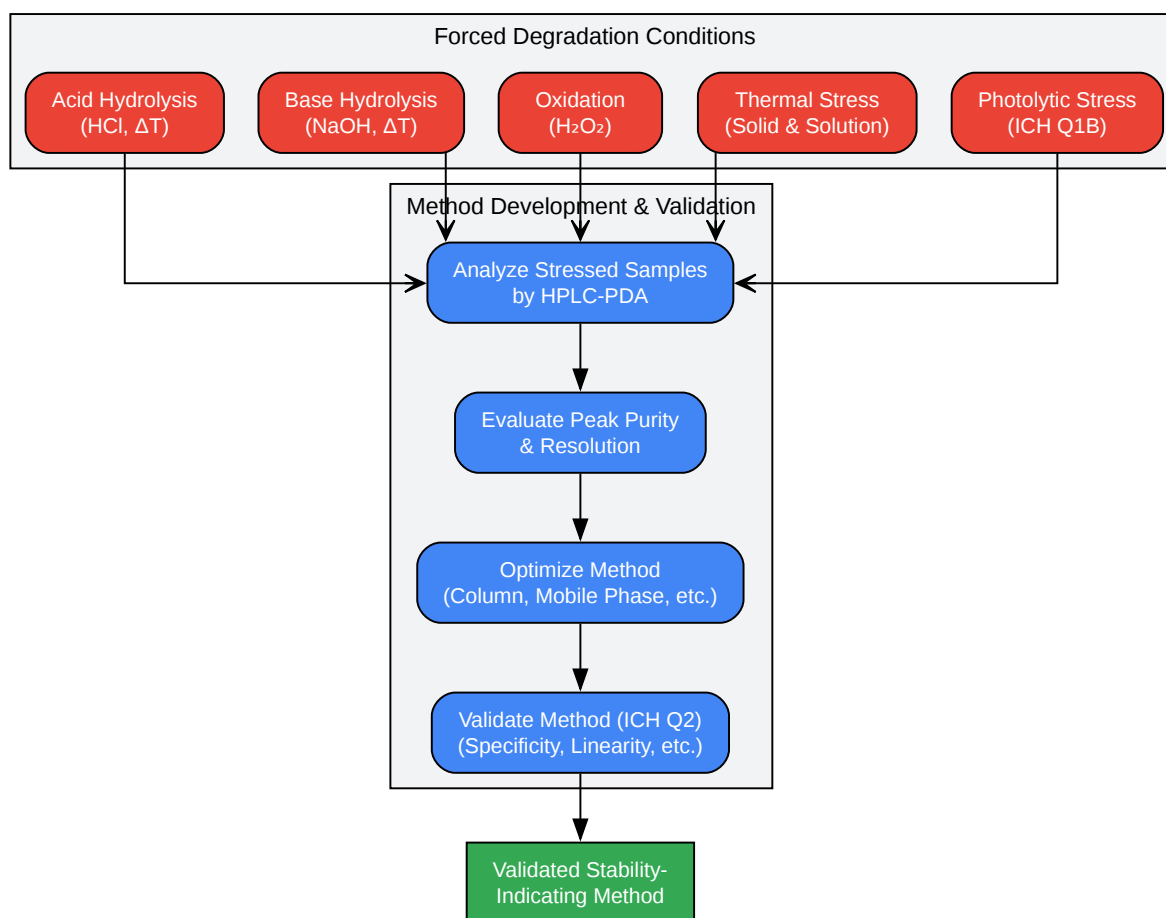 Forced Degradation Conditions
Acid Hydrolysis
(HCl, ΔT)
Base Hydrolysis
(NaOH, ΔT)
Oxidation
(H₂O₂)
Thermal Stress
(Solid & Solution)
Photolytic Stress
(ICH Q1B)
Method Development & Validation
Analyze Stressed Samples
by HPLC-PDA
Evaluate Peak Purity
& Resolution
Optimize Method
(Column, Mobile Phase, etc.)
Validate Method (ICH Q2)
(Specificity, Linearity, etc.)
Validated Stability-
Indicating Method